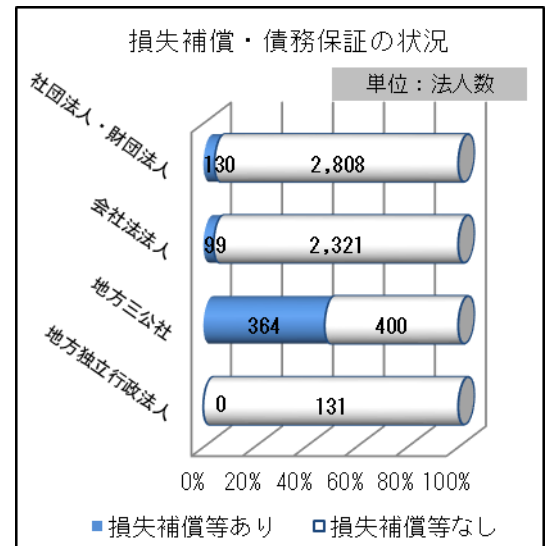 損失補償・債務保証の状況
単位：法人数
社団法人・財団法人
130 2,808
会社法法人
99 2,321
地方三公社
364 400
地方独立行政法人
0 131
0% 20% 40% 60% 80% 100%
損失補償等あり 損失補償等なし